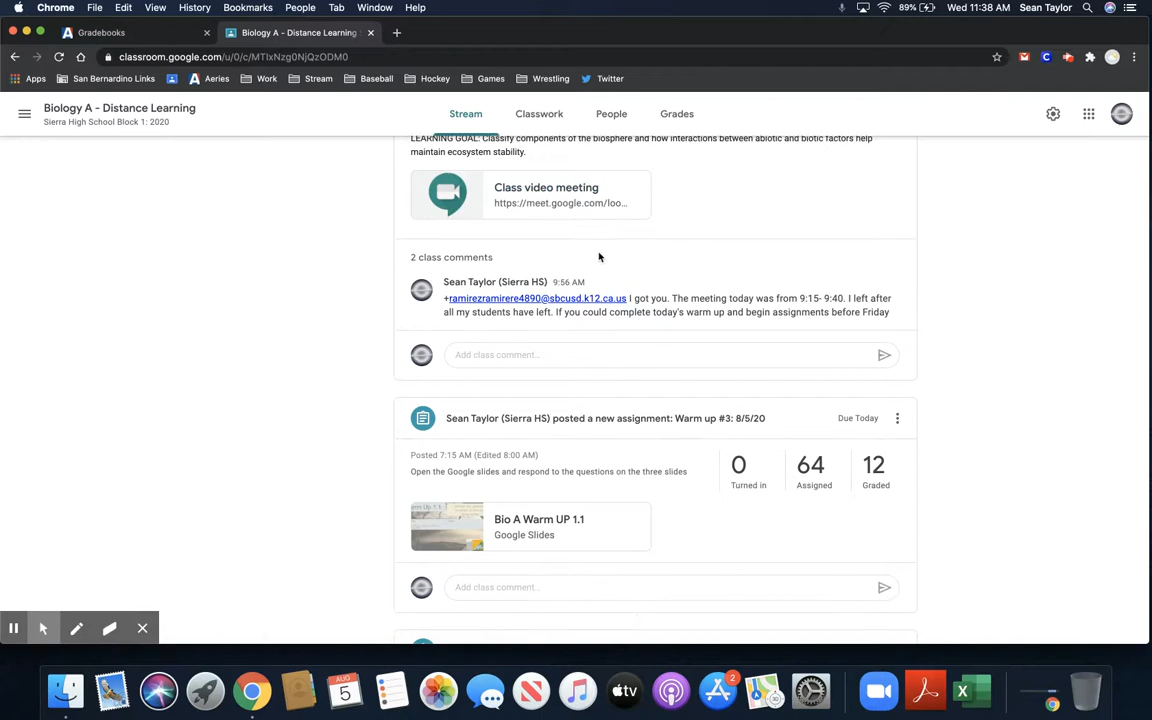 Chrome File Edit View History Bookmarks People Tab Window Help 89% Wed 11:38 AM Sean Taylor
Gradebooks
Biology A - Distance Learning
classroom.google.com/u/0/c/MTIxNzg0NjQzODM0
Apps San Bernardino Links Aeries Work Stream Baseball Hockey Games Wrestling Twitter
Biology A - Distance Learning
Sierra High School Block 1: 2020
Stream Classwork People Grades
LEARNING GOAL: Classify components of the biosphere and how interactions between abiotic and biotic factors help
maintain ecosystem stability.
Class video meeting
https://meet.google.com/loo...
2 class comments
Sean Taylor (Sierra HS) 9:56 AM
+ramirezramirere4890@sbcusd.k12.ca.us I got you. The meeting today was from 9:15- 9:40. I left after
all my students have left. If you could complete today's warm up and begin assignments before Friday
Add class comment...
Sean Taylor (Sierra HS) posted a new assignment: Warm up #3: 8/5/20 Due Today
Posted 7:15 AM (Edited 8:00 AM)
Open the Google slides and respond to the questions on the three slides
0 64 12
Turned in Assigned Graded
Bio A Warm UP 1.1
Google Slides
Add class comment...
AUG
5
tv
2